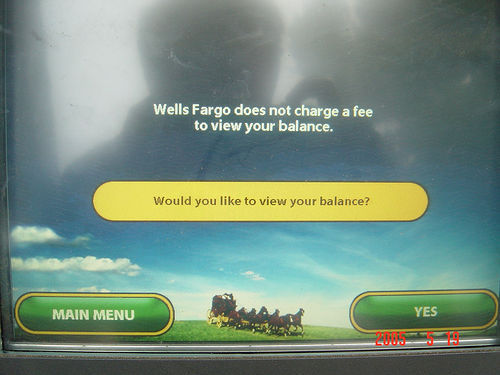 Wells Fargo does not charge a fee
to view your balance.
Would you like to view your balance?
MAIN MENU
YES
2005 5 19